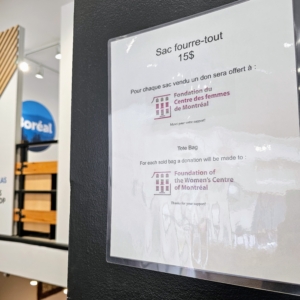 Sac fourre-tout
15$
Pour chaque sac vendu un don sera offert à :
Fondation du
Centre des femmes
de Montréal
Tote Bag
For each sold bag a donation will be made to :
Foundation of
the Women's Centre
of Montréal
Boréal